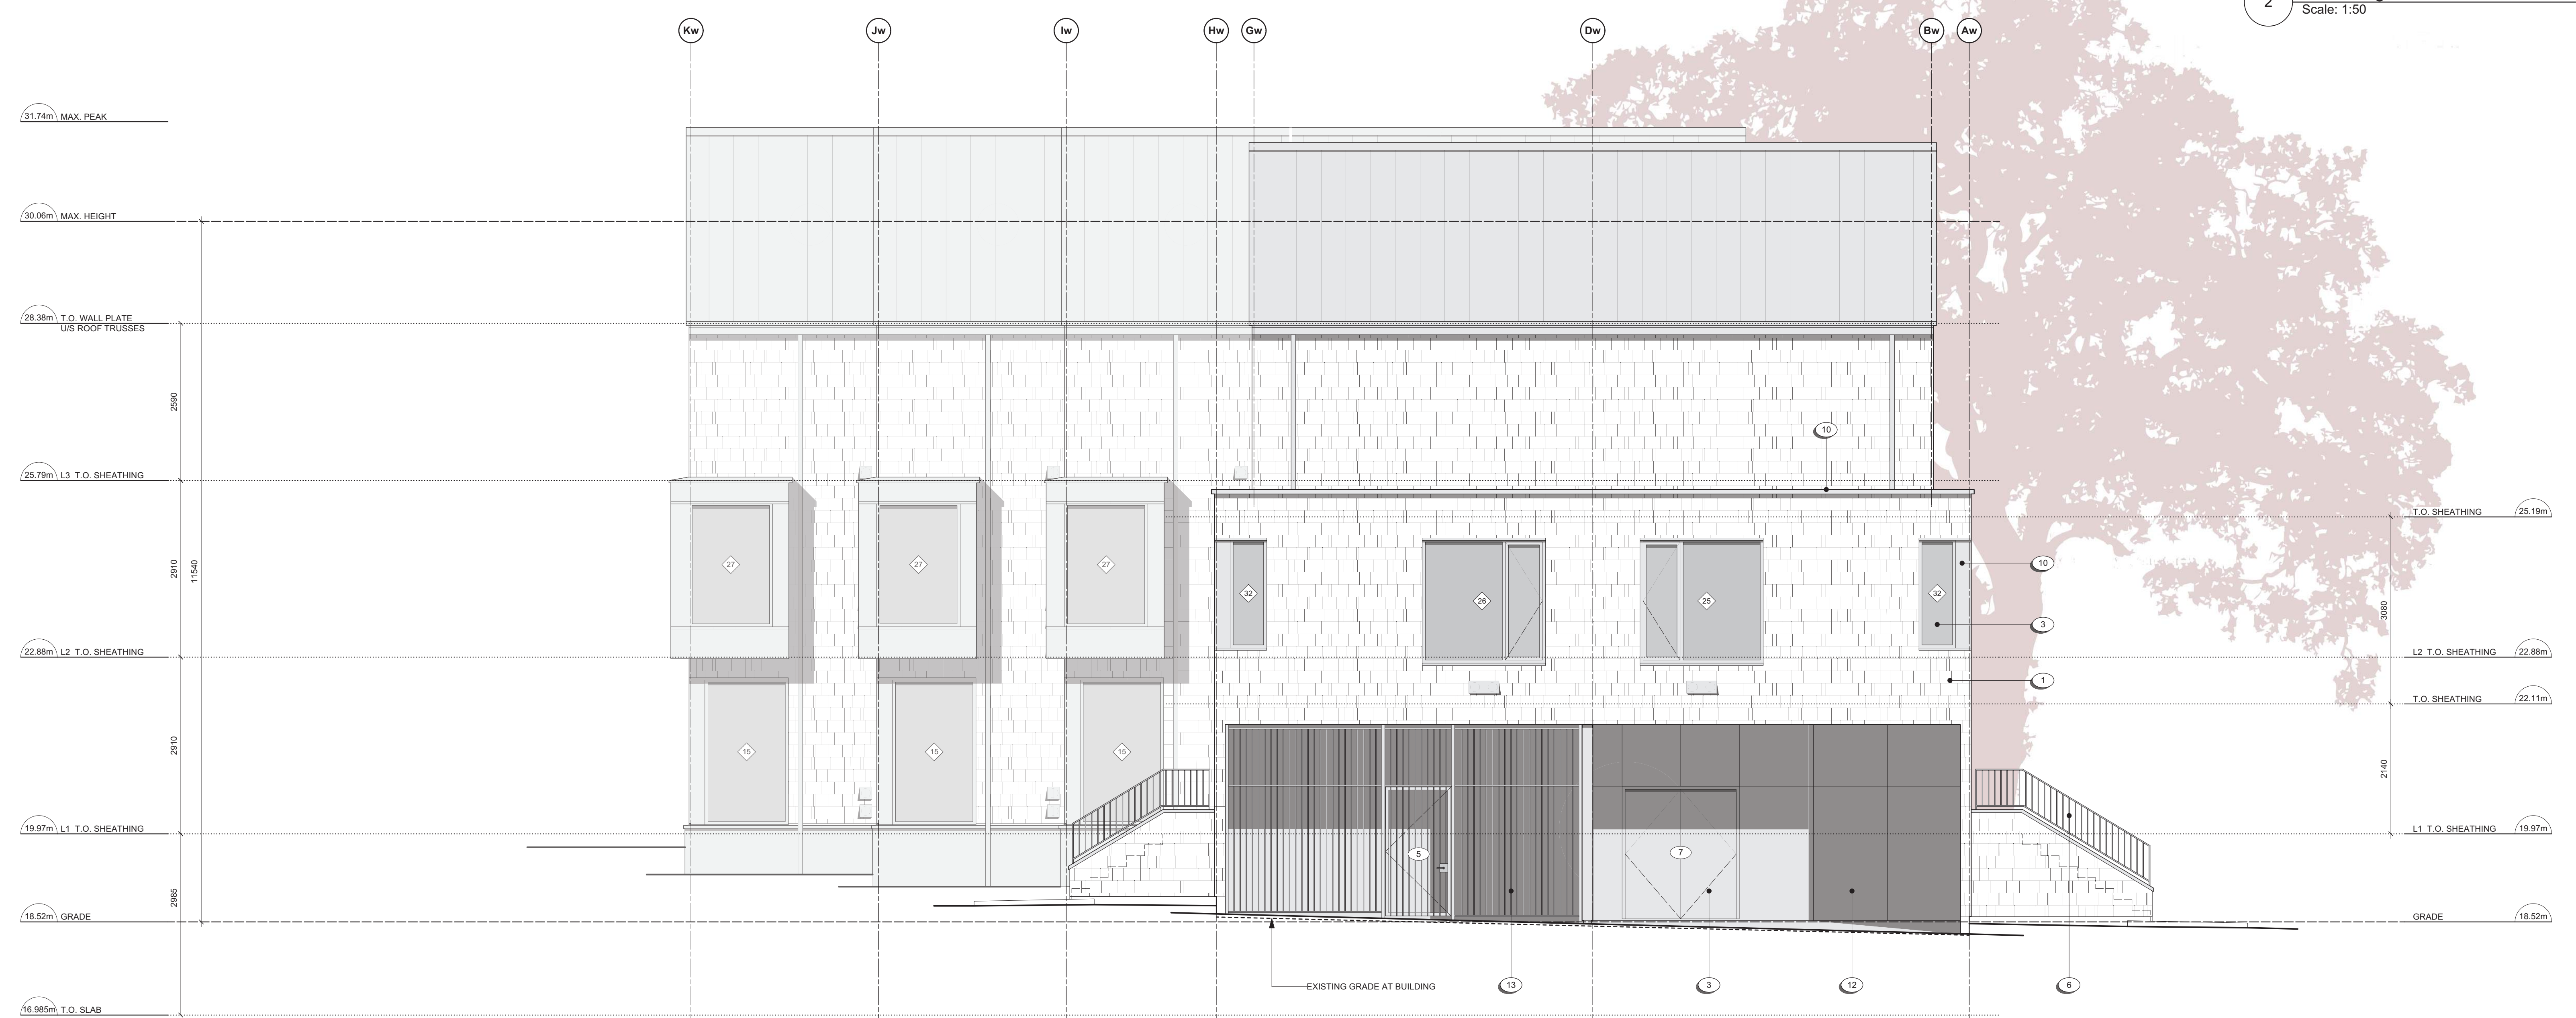 2
Scale: 1:50
Kw
Jw
Iw
Hw
Gw
Dw
Bw
Aw
31.74m MAX. PEAK
30.06m MAX. HEIGHT
28.38m T.O. WALL PLATE
U/S ROOF TRUSSES
2590
10
25.79m L3 T.O. SHEATHING
T.O. SHEATHING 25.19m
2910
11540
27
27
27
32
26
25
32
10
3
3080
22.88m L2 T.O. SHEATHING
L2 T.O. SHEATHING 22.88m
1
T.O. SHEATHING 22.11m
2910
15
15
15
2140
19.97m L1 T.O. SHEATHING
L1 T.O. SHEATHING 19.97m
5
7
2985
18.52m GRADE
GRADE 18.52m
EXISTING GRADE AT BUILDING
13
3
12
6
16.985m T.O. SLAB